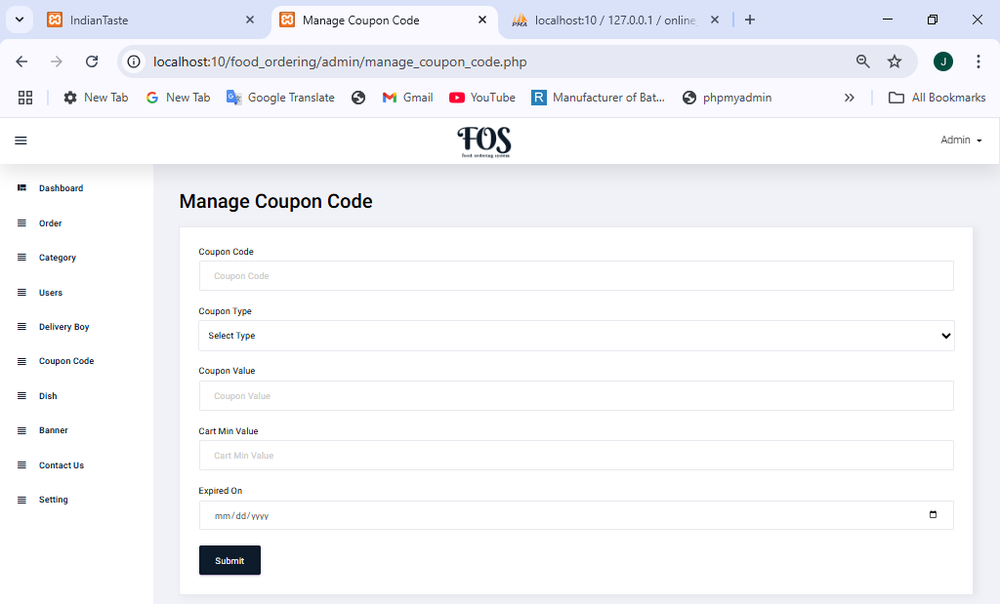 IndianTaste
Manage Coupon Code
localhost:10 / 127.0.0.1 / online_
localhost:10/food_ordering/admin/manage_coupon_code.php
J
New Tab
New Tab
Google Translate
Gmail
YouTube
R
Manufacturer of Bat...
phpmyadmin
All Bookmarks
FOS
food ordering system
Admin
Dashboard
Order
Category
Users
Delivery Boy
Coupon Code
Dish
Banner
Contact Us
Setting
Manage Coupon Code
Coupon Code
Coupon Code
Coupon Type
Select Type
Coupon Value
Coupon Value
Cart Min Value
Cart Min Value
Expired On
mm/dd/yyyy
Submit